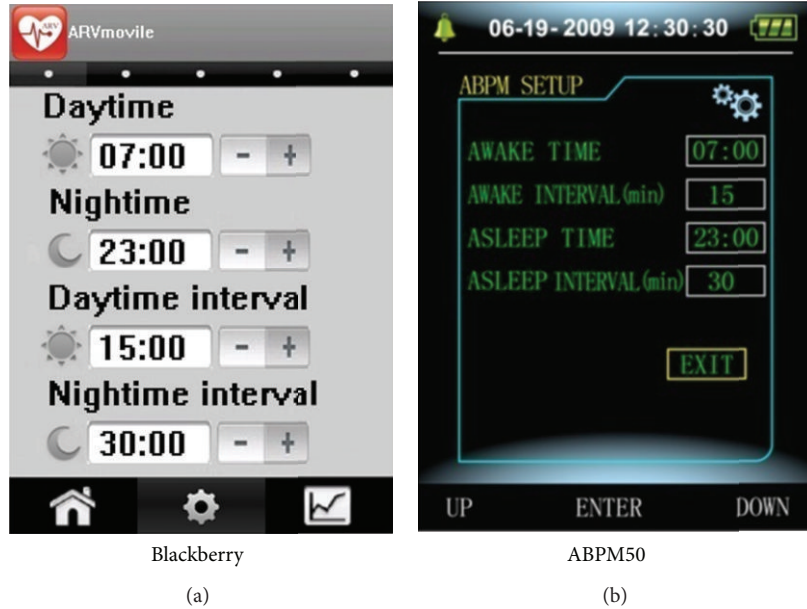 ARV
ARVmovile
Daytime
07:00 - +
Nightime
23:00 - +
Daytime interval
15:00 - +
Nightime interval
30:00 - +
Blackberry
(a)
06-19-2009 12:30:30
ABPM SETUP
AWAKE TIME 07:00
AWAKE INTERVAL(min) 15
ASLEEP TIME 23:00
ASLEEP INTERVAL(min) 30
EXIT
UP ENTER DOWN
ABPM50
(b)